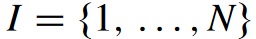 I = {1, ..., N}